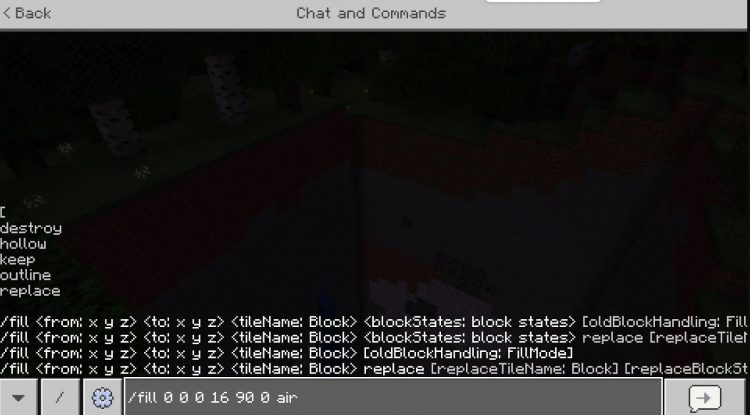 < Back
Chat and Commands
[
destroy
hollow
keep
outline
replace
/fill <from: x y z> <to: x y z> <tileName: Block> <blockStates: block states> [oldBlockHandling: Fill
/fill <from: x y z> <to: x y z> <tileName: Block> <blockStates: block states> replace [replaceTileN
/fill <from: x y z> <to: x y z> <tileName: Block> [oldBlockHandling: FillMode]
/fill <from: x y z> <to: x y z> <tileName: Block> replace [replaceTileName: Block] [replaceBlockSt
/
/fill 0 0 0 16 90 0 air